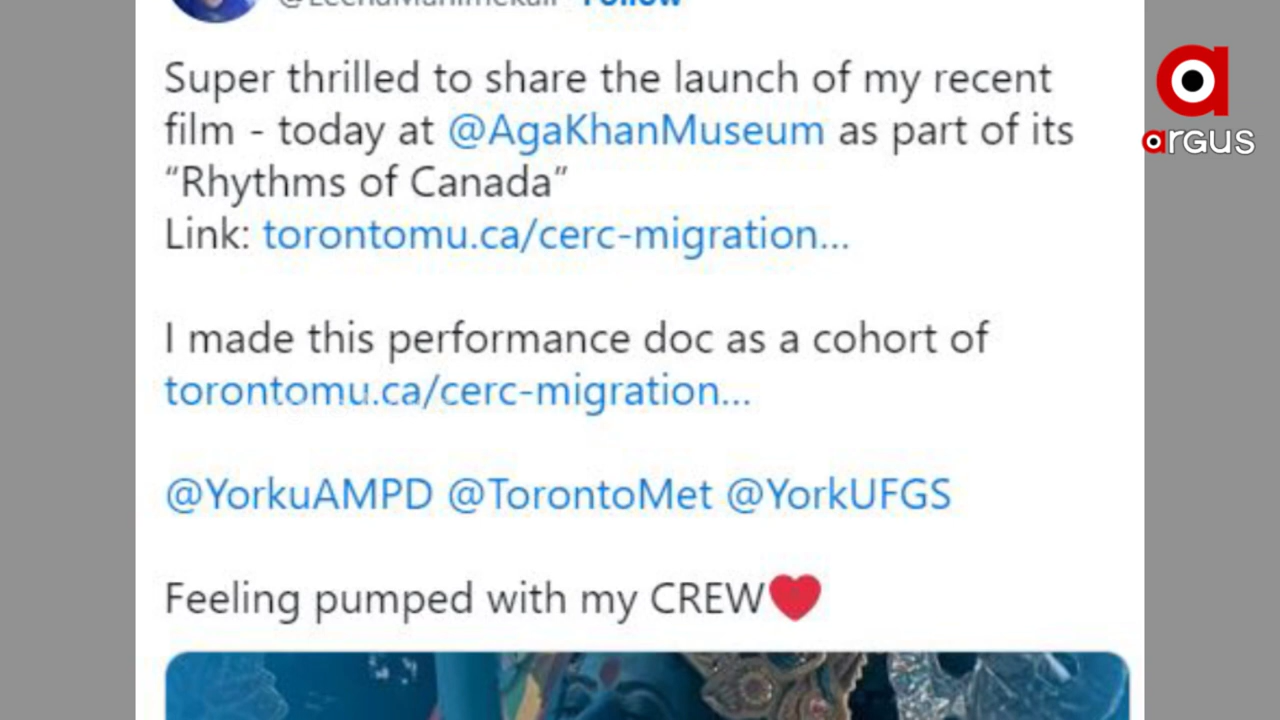 Super thrilled to share the launch of my recent
film - today at @AgaKhanMuseum as part of its
“Rhythms of Canada”
Link: torontomu.ca/cerc-migration...
I made this performance doc as a cohort of
torontomu.ca/cerc-migration...
@YorkuAMPD @TorontoMet @YorkUFGS
Feeling pumped with my CREW❤
argus